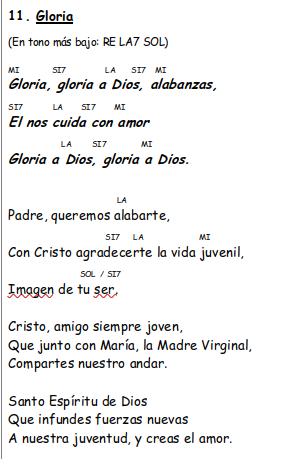 11. Gloria
(En tono más bajo: RE LA7 SOL)
MI SI7 LA SI7 MI
Gloria, gloria a Dios, alabanzas,
SI7 LA SI7 MI
El nos cuida con amor
LA SI7 MI
Gloria a Dios, gloria a Dios.
LA
Padre, queremos alabarte,
SI7 LA MI
Con Cristo agradecerte la vida juvenil,
SOL / SI7
Imagen de tu ser.
Cristo, amigo siempre joven,
Que junto con María, la Madre Virginal,
Compartes nuestro andar.
Santo Espíritu de Dios
Que infundes fuerzas nuevas
A nuestra juventud, y creas el amor.